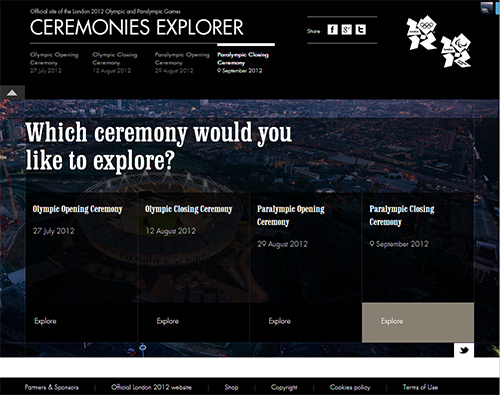 Official site of the London 2012 Olympic and Paralympic Games
CEREMONIES EXPLORER
Share
Olympic Opening
Ceremony
27 July 2012
Olympic Closing
Ceremony
12 August 2012
Paralympic Opening
Ceremony
29 August 2012
Paralympic Closing
Ceremony
9 September 2012
Which ceremony would you
like to explore?
Olympic Opening Ceremony
27 July 2012
Explore
Olympic Closing Ceremony
12 August 2012
Explore
Paralympic Opening
Ceremony
29 August 2012
Explore
Paralympic Closing
Ceremony
9 September 2012
Explore
Partners & Sponsors | Official London 2012 website | Shop | Copyright | Cookies policy | Terms of Use